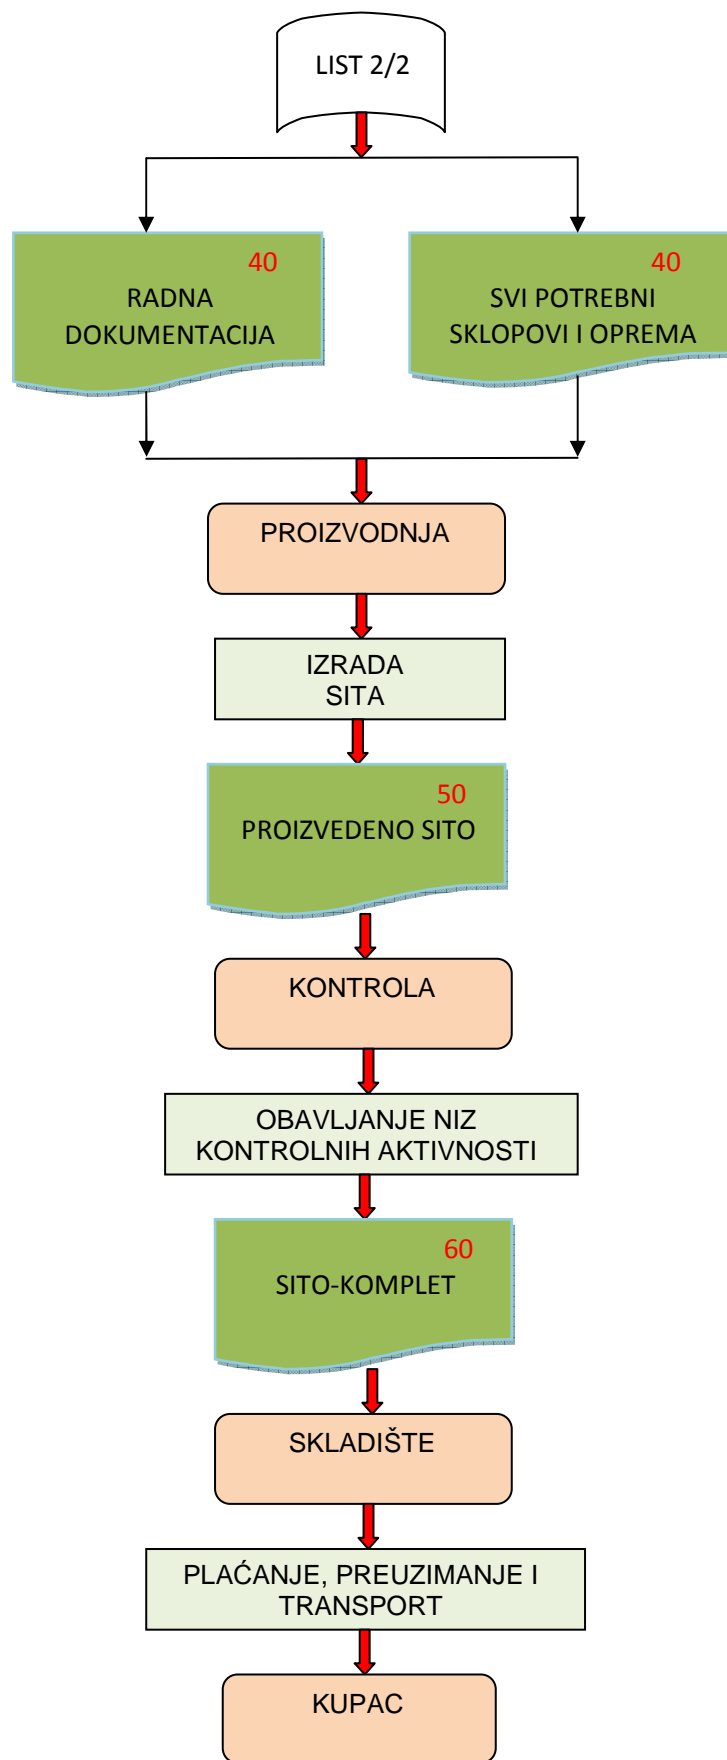 LIST 2/2
40
RADNA
DOKUMENTACIJA
40
SVI POTREBNI
SKLOPOVI I OPREMA
PROIZVODNJA
IZRADA
SITA
50
PROIZVEDENO SITO
KONTROLA
OBAVLJANJE NIZ
KONTROLNIH AKTIVNOSTI
60
SITO-KOMPLET
SKLADIŠTE
PLAĆANJE, PREUZIMANJE I
TRANSPORT
KUPAC